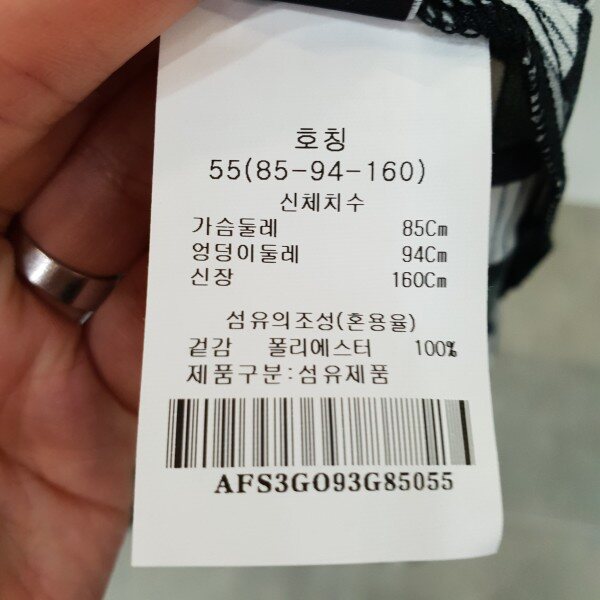 호칭
55(85-94-160)
신체치수
가슴둘레 85Cm
엉덩이둘레 94Cm
신장 160Cm
섬유의조성(혼용율)
겉감 폴리에스터 100%
제품구분:섬유제품
AFS3GO93G85055